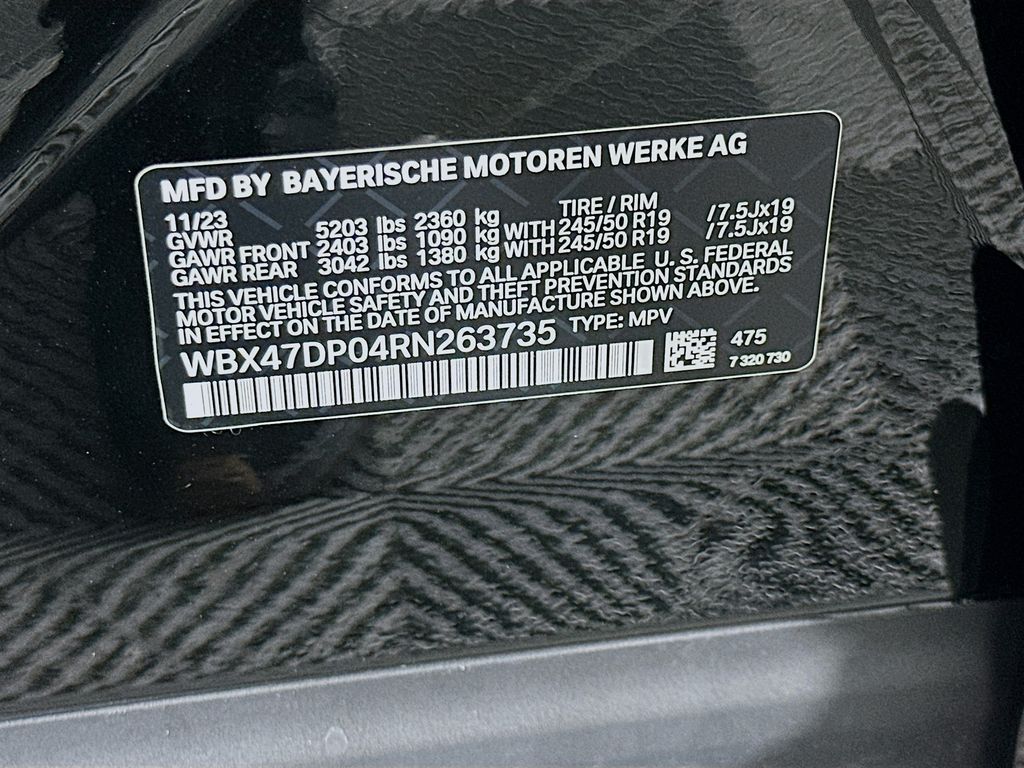 MFD BY BAYERISCHE MOTOREN WERKE AG
11/23 TIRE / RIM
GVWR 5203 lbs 2360 kg
GAWR FRONT 2403 lbs 1090 kg WITH 245/50 R19 /7.5Jx19
GAWR REAR 3042 lbs 1380 kg WITH 245/50 R19 /7.5Jx19
THIS VEHICLE CONFORMS TO ALL APPLICABLE U. S. FEDERAL
MOTOR VEHICLE SAFETY AND THEFT PREVENTION STANDARDS
IN EFFECT ON THE DATE OF MANUFACTURE SHOWN ABOVE.
WBX47DP04RN263735 TYPE: MPV
475
7 320 730